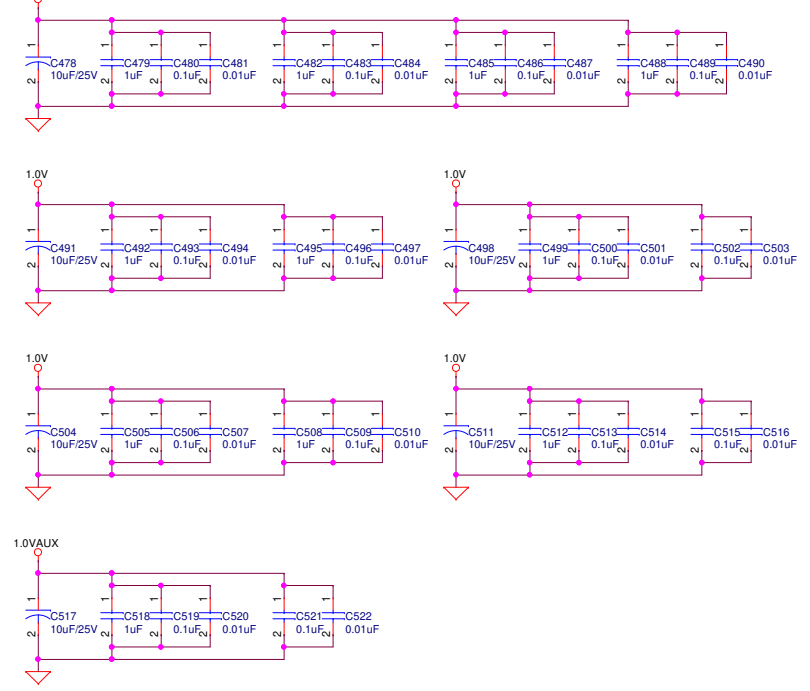 1 1 1 1 1 1 1 1 1 1 1 1 1
C478 C479 C480 C481 C482 C483 C484 C485 C486 C487 C488 C489 C490
10uF/25V 1uF 0.1uF 0.01uF 1uF 0.1uF 0.01uF 1uF 0.1uF 0.01uF 1uF 0.1uF 0.01uF
2 2 2 2 2 2 2 2 2 2 2 2 2
1.0V 1.0V
1 1 1 1 1 1 1 1 1 1 1 1 1
C491 C492 C493 C494 C495 C496 C497 C498 C499 C500 C501 C502 C503
10uF/25V 1uF 0.1uF 0.01uF 1uF 0.1uF 0.01uF 10uF/25V 1uF 0.1uF 0.01uF 0.1uF 0.01uF
2 2 2 2 2 2 2 2 2 2 2 2 2
1.0V 1.0V
1 1 1 1 1 1 1 1 1 1 1 1 1
C504 C505 C506 C507 C508 C509 C510 C511 C512 C513 C514 C515 C516
10uF/25V 1uF 0.1uF 0.01uF 1uF 0.1uF 0.01uF 10uF/25V 1uF 0.1uF 0.01uF 0.1uF 0.01uF
2 2 2 2 2 2 2 2 2 2 2 2 2
1.0VAUX
1 1 1 1 1 1
C517 C518 C519 C520 C521 C522
10uF/25V 1uF 0.1uF 0.01uF 0.1uF 0.01uF
2 2 2 2 2 2